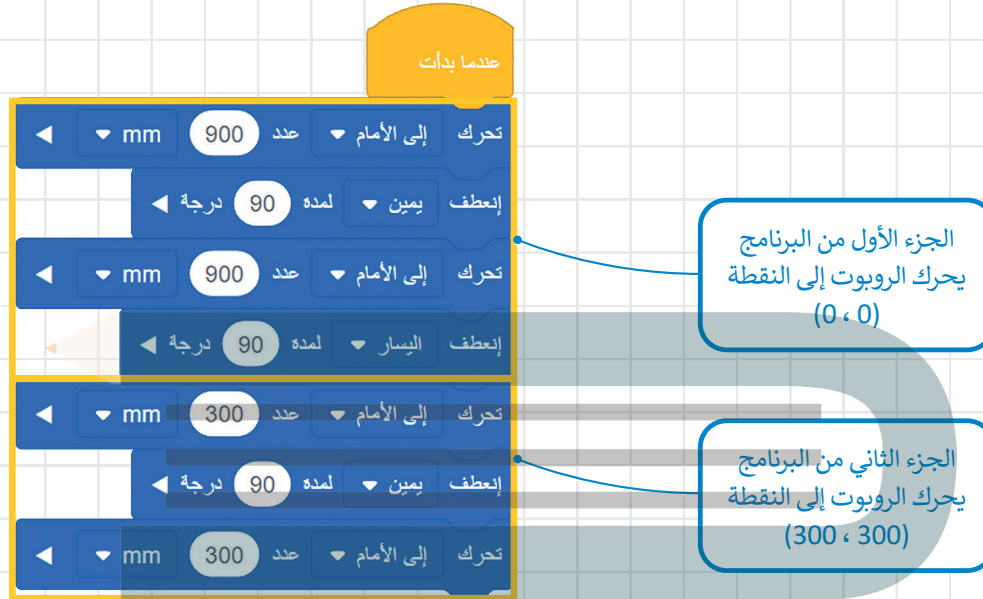 عندما بدأت
تحرك إلى الأمام عدد 900 mm
إنعطف يمين لمدة 90 درجة
تحرك إلى الأمام عدد 900 mm
إنعطف اليسار لمدة 90 درجة
تحرك إلى الأمام عدد 300 mm
إنعطف يمين لمدة 90 درجة
تحرك إلى الأمام عدد 300 mm
الجزء الأول من البرنامج
يحرك الروبوت إلى النقطة
(0 ، 0)
الجزء الثاني من البرنامج
يحرك الروبوت إلى النقطة
(300 ، 300)